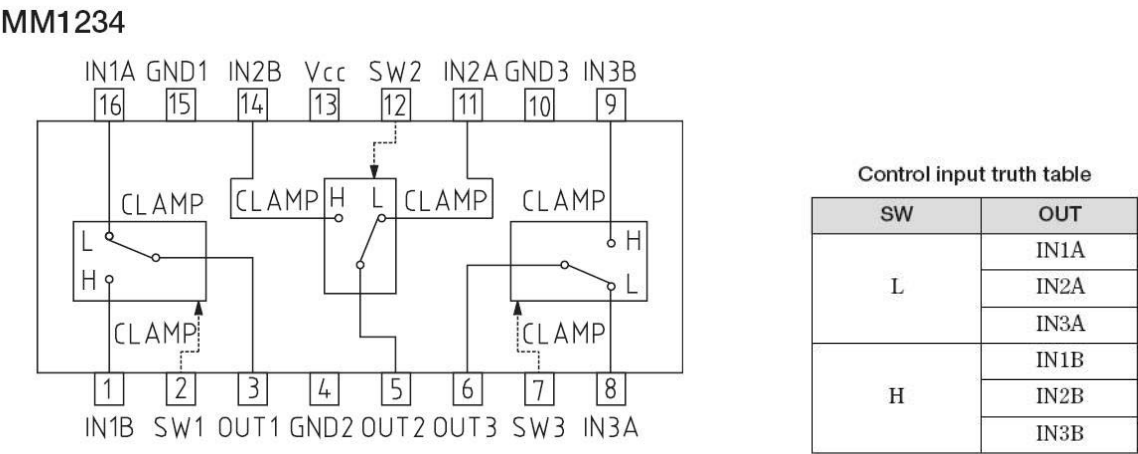 MM1234
IN1A GND1 IN2B Vcc SW2 IN2A GND3 IN3B
16 15 14 13 12 11 10 9
CLAMP CLAMP H L CLAMP CLAMP
L H
H L
CLAMP CLAMP
1 2 3 4 5 6 7 8
IN1B SW1 OUT1 GND2 OUT2 OUT3 SW3 IN3A
Control input truth table
SW OUT
L
IN1A
IN2A
IN3A
H
IN1B
IN2B
IN3B